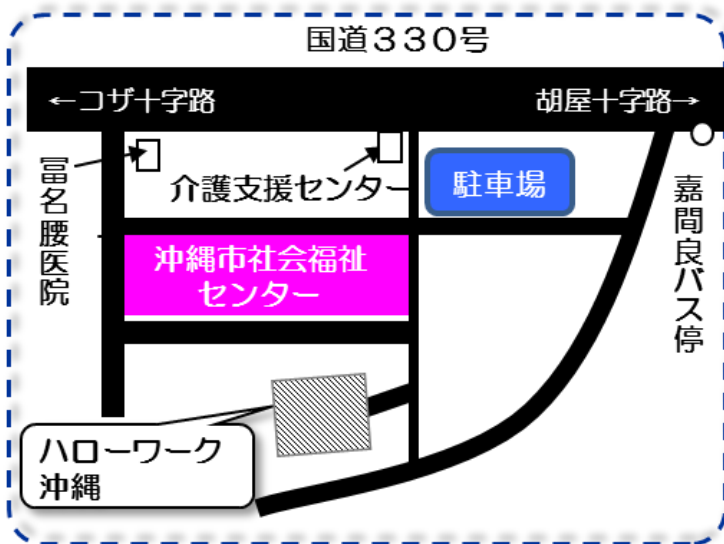 国道330号
←コザ十字路
胡屋十字路→
冨名腰医院
介護支援センター
駐車場
嘉間良バス停
沖縄市社会福祉
センター
ハローワーク
沖縄